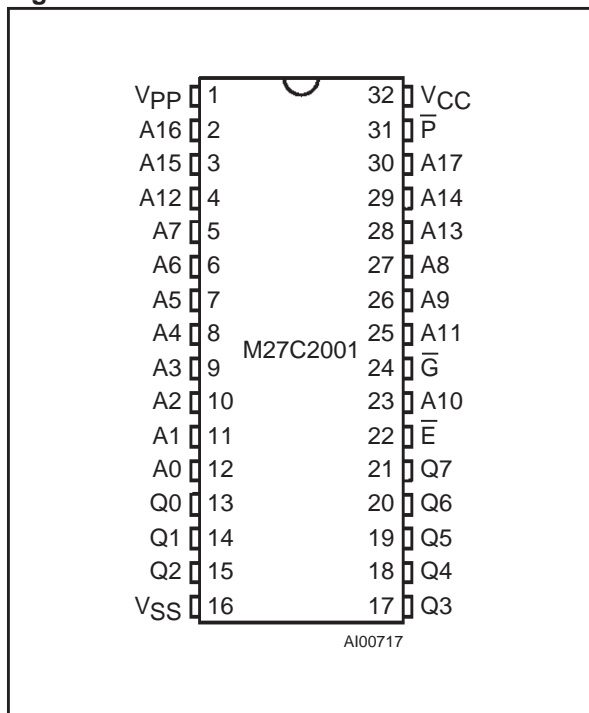 VPP 1 32 VCC
A16 2 31 P̅
A15 3 30 A17
A12 4 29 A14
A7 5 28 A13
A6 6 27 A8
A5 7 26 A9
A4 8 25 A11
M27C2001
A3 9 24 G̅
A2 10 23 A10
A1 11 22 E̅
A0 12 21 Q7
Q0 13 20 Q6
Q1 14 19 Q5
Q2 15 18 Q4
VSS 16 17 Q3
AI00717